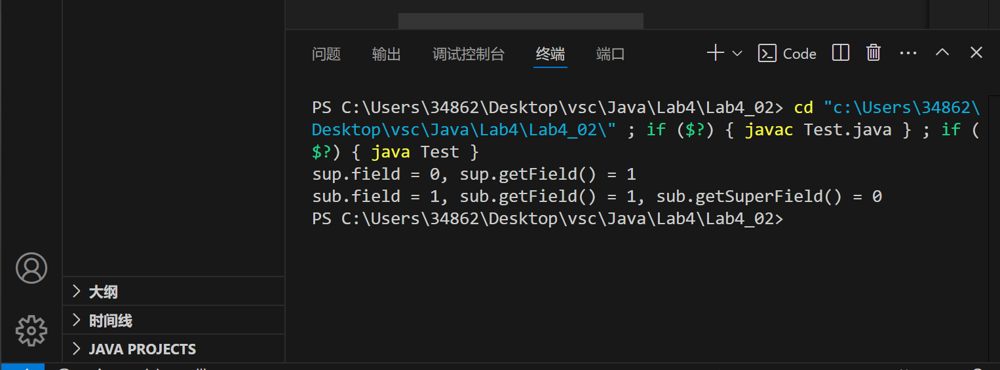 问题 输出 调试控制台 终端 端口 Code
PS C:\Users\34862\Desktop\vsc\Java\Lab4\Lab4_02> cd "c:\Users\34862\
Desktop\vsc\Java\Lab4\Lab4_02\" ; if ($?) { javac Test.java } ; if (
$?) { java Test }
sup.field = 0, sup.getField() = 1
sub.field = 1, sub.getField() = 1, sub.getSuperField() = 0
PS C:\Users\34862\Desktop\vsc\Java\Lab4\Lab4_02>
大纲
时间线
JAVA PROJECTS